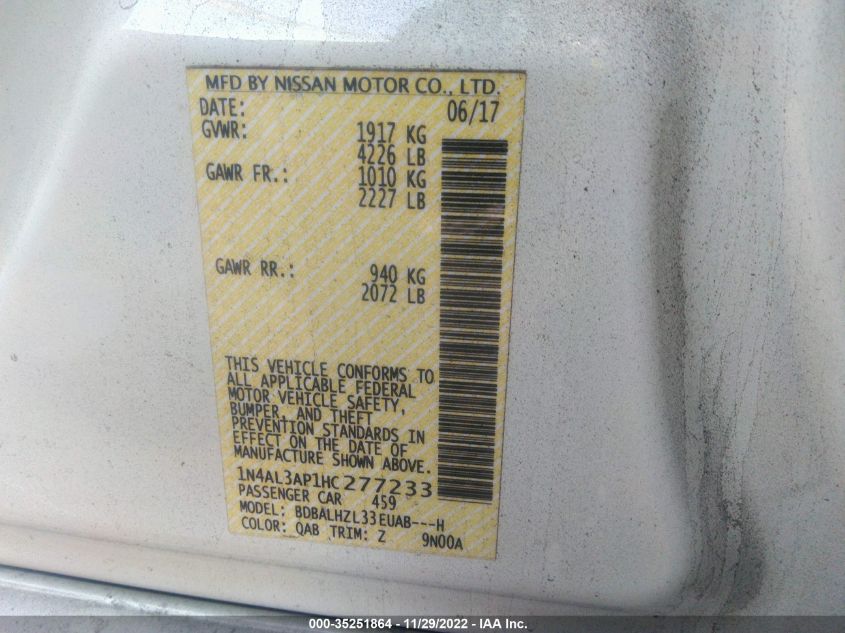 MFD BY NISSAN MOTOR CO., LTD.
DATE: 06/17
GVWR: 1917 KG
4226 LB
GAWR FR.: 1010 KG
2227 LB
GAWR RR.: 940 KG
2072 LB
THIS VEHICLE CONFORMS TO
ALL APPLICABLE FEDERAL
MOTOR VEHICLE SAFETY,
BUMPER, AND THEFT
PREVENTION STANDARDS IN
EFFECT ON THE DATE OF
MANUFACTURE SHOWN ABOVE.
1N4AL3AP1HC277233
PASSENGER CAR 459
MODEL: BDBALHZL33EUAB---H
COLOR: QAB TRIM: Z 9N00A
000-35251864 - 11/29/2022 - IAA Inc.